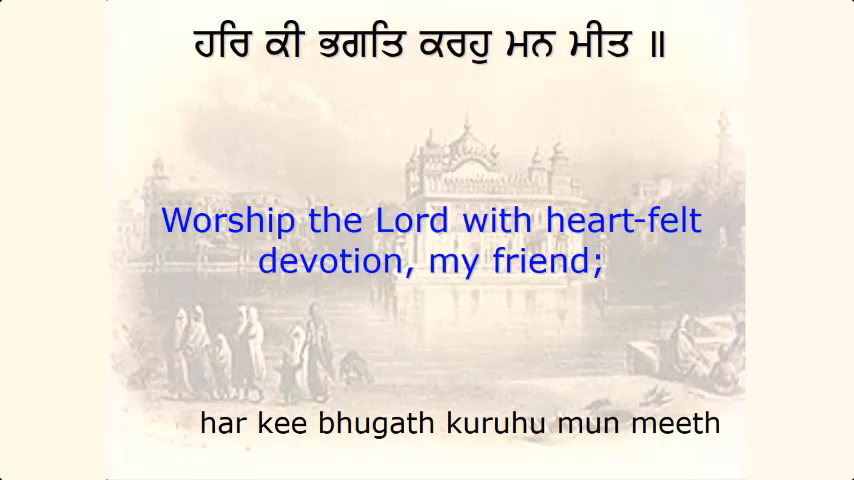 ਹਰਿ ਕੀ ਭਗਤਿ ਕਰਹੁ ਮਨ ਮੀਤ ॥
Worship the Lord with heart-felt
devotion, my friend;
har kee bhugath kuruhu mun meeth